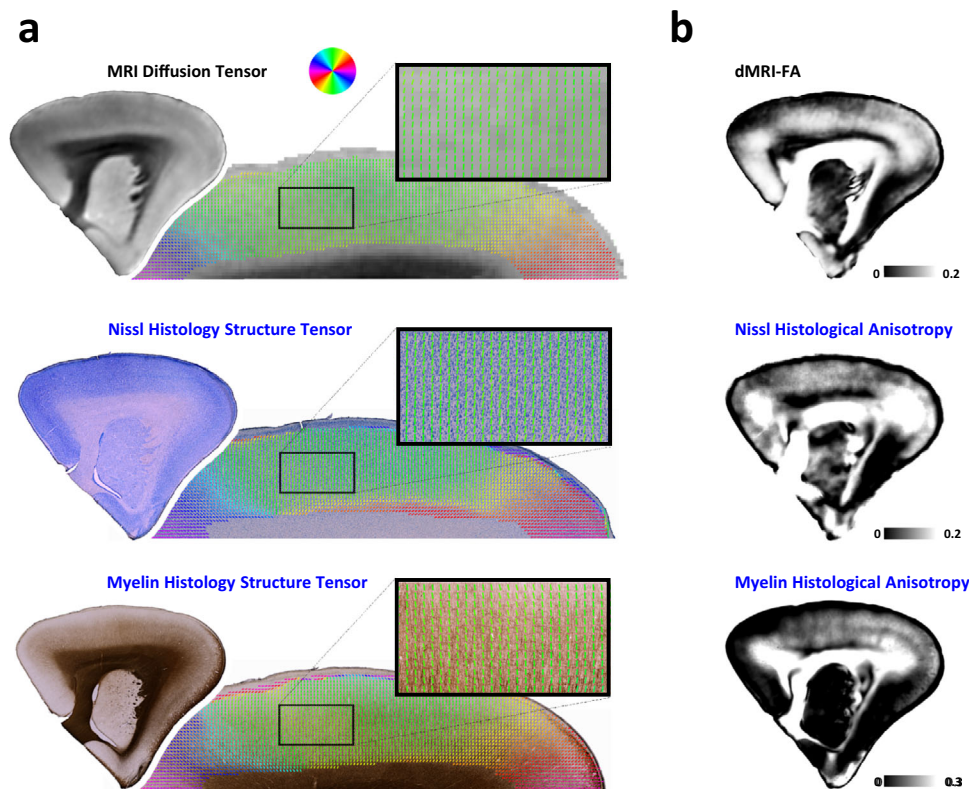 a
b
MRI Diffusion Tensor
dMRI-FA
0 0.2
Nissl Histology Structure Tensor
Nissl Histological Anisotropy
0 0.2
Myelin Histology Structure Tensor
Myelin Histological Anisotropy
0 0.3